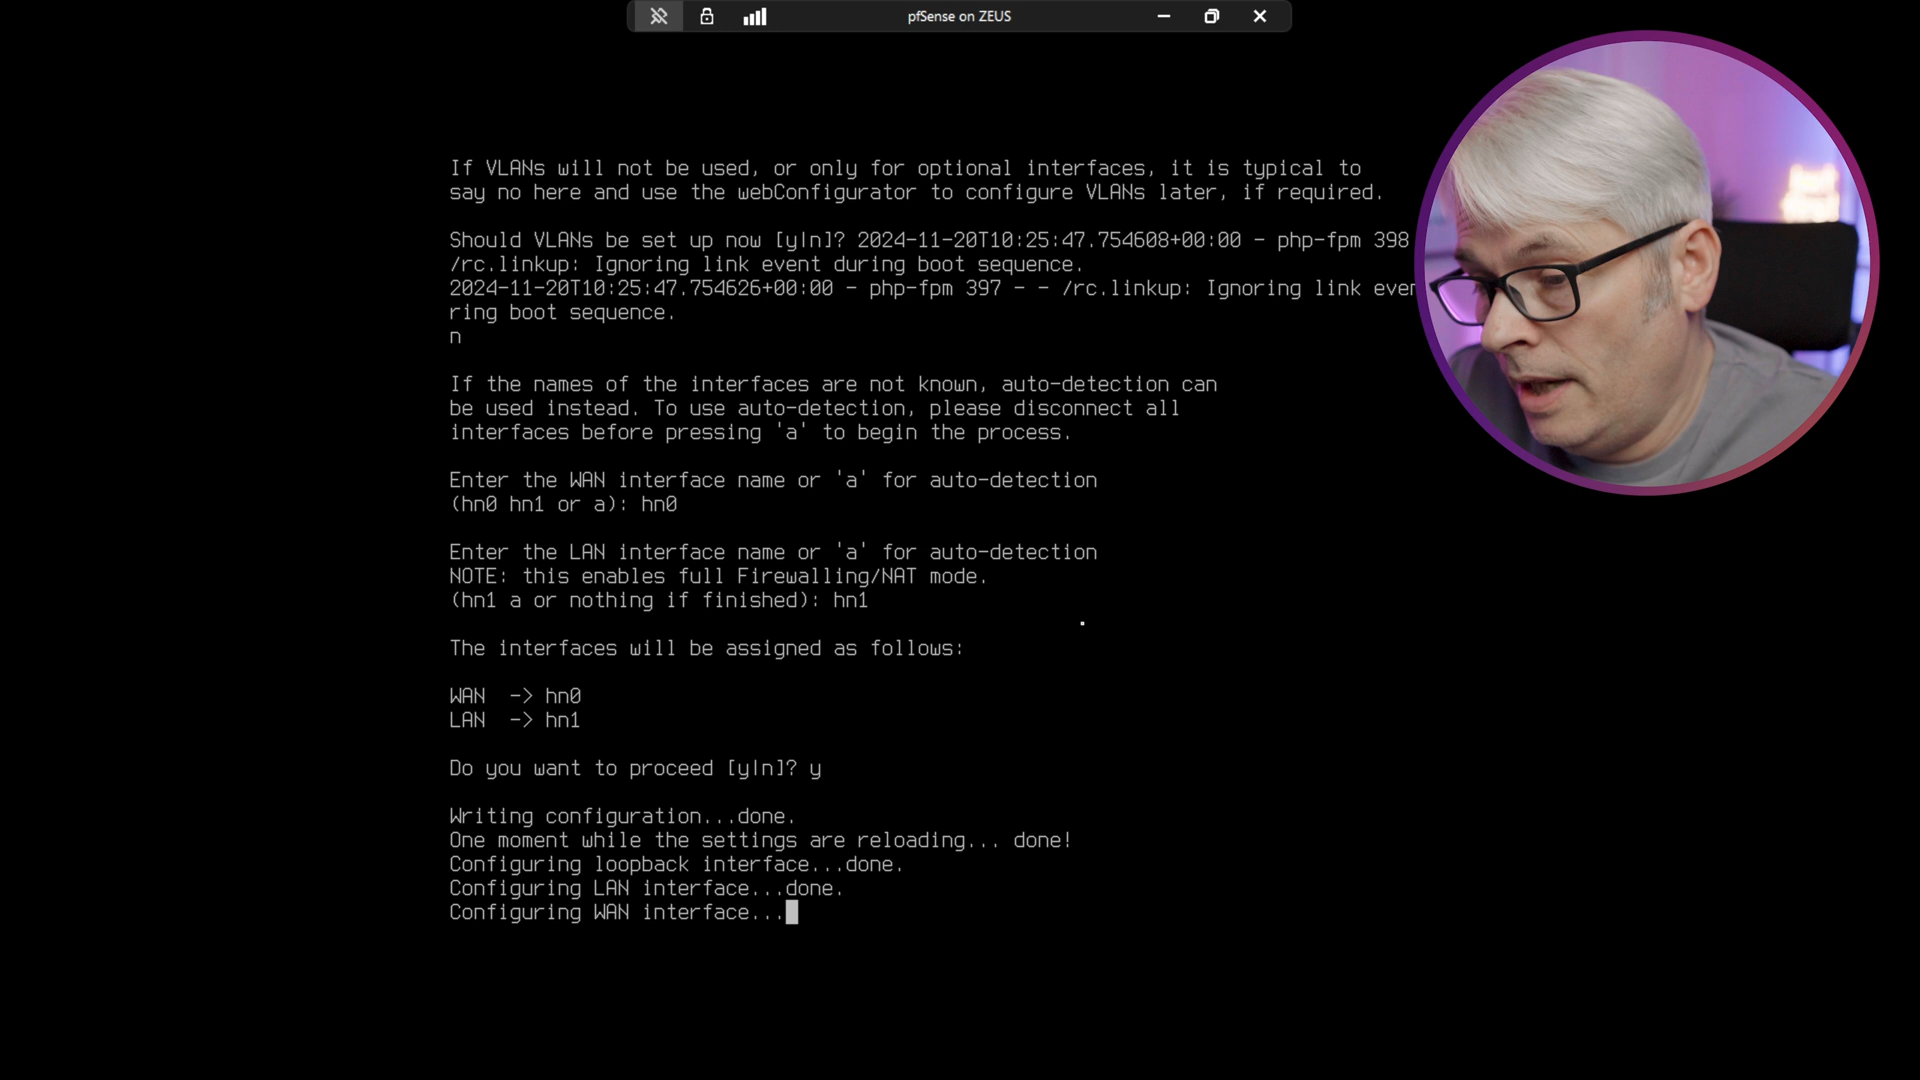 pfSense on ZEUS
If VLANs will not be used, or only for optional interfaces, it is typical to
say no here and use the webConfigurator to configure VLANs later, if required.
Should VLANs be set up now [y|n]? 2024-11-20T10:25:47.754608+00:00 - php-fpm 398
/rc.linkup: Ignoring link event during boot sequence.
2024-11-20T10:25:47.754626+00:00 - php-fpm 397 - - /rc.linkup: Ignoring link
ring boot sequence.
n
If the names of the interfaces are not known, auto-detection can
be used instead. To use auto-detection, please disconnect all
interfaces before pressing 'a' to begin the process.
Enter the WAN interface name or 'a' for auto-detection
(hn0 hn1 or a): hn0
Enter the LAN interface name or 'a' for auto-detection
NOTE: this enables full Firewalling/NAT mode.
(hn1 a or nothing if finished): hn1
The interfaces will be assigned as follows:
WAN  -> hn0
LAN  -> hn1
Do you want to proceed [y|n]? y
Writing configuration...done.
One moment while the settings are reloading... done!
Configuring loopback interface...done.
Configuring LAN interface...done.
Configuring WAN interface...